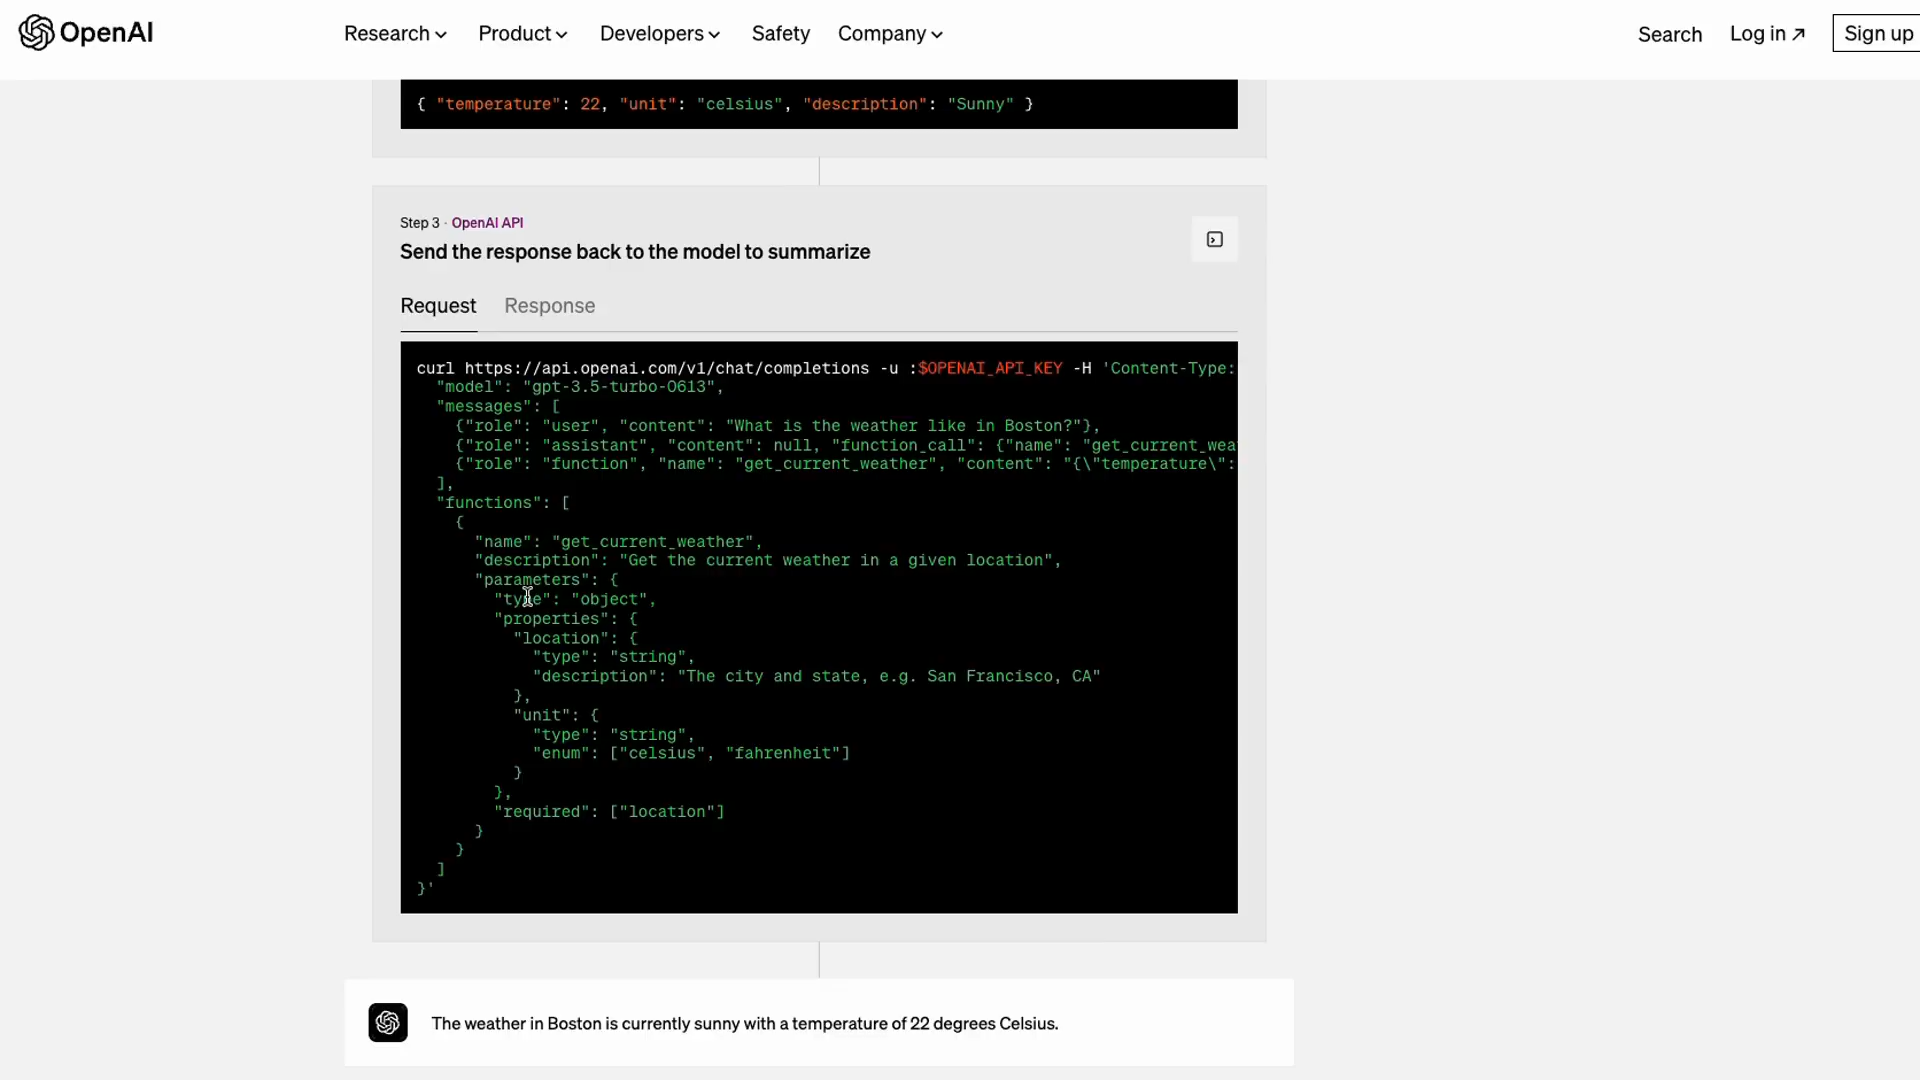 OpenAI
Research Product Developers Safety Company
Search Log in ↗ Sign up
{ "temperature": 22, "unit": "celsius", "description": "Sunny" }
Step 3 · OpenAI API
Send the response back to the model to summarize
Request Response
curl https://api.openai.com/v1/chat/completions -u :$OPENAI_API_KEY -H 'Content-Type:
"model": "gpt-3.5-turbo-0613",
"messages": [
{"role": "user", "content": "What is the weather like in Boston?"},
{"role": "assistant", "content": null, "function_call": {"name": "get_current_wea
{"role": "function", "name": "get_current_weather", "content": "{\"temperature\":
],
"functions": [
{
"name": "get_current_weather",
"description": "Get the current weather in a given location",
"parameters": {
"type": "object",
"properties": {
"location": {
"type": "string",
"description": "The city and state, e.g. San Francisco, CA"
},
"unit": {
"type": "string",
"enum": ["celsius", "fahrenheit"]
}
},
"required": ["location"]
}
}
]
}'
The weather in Boston is currently sunny with a temperature of 22 degrees Celsius.